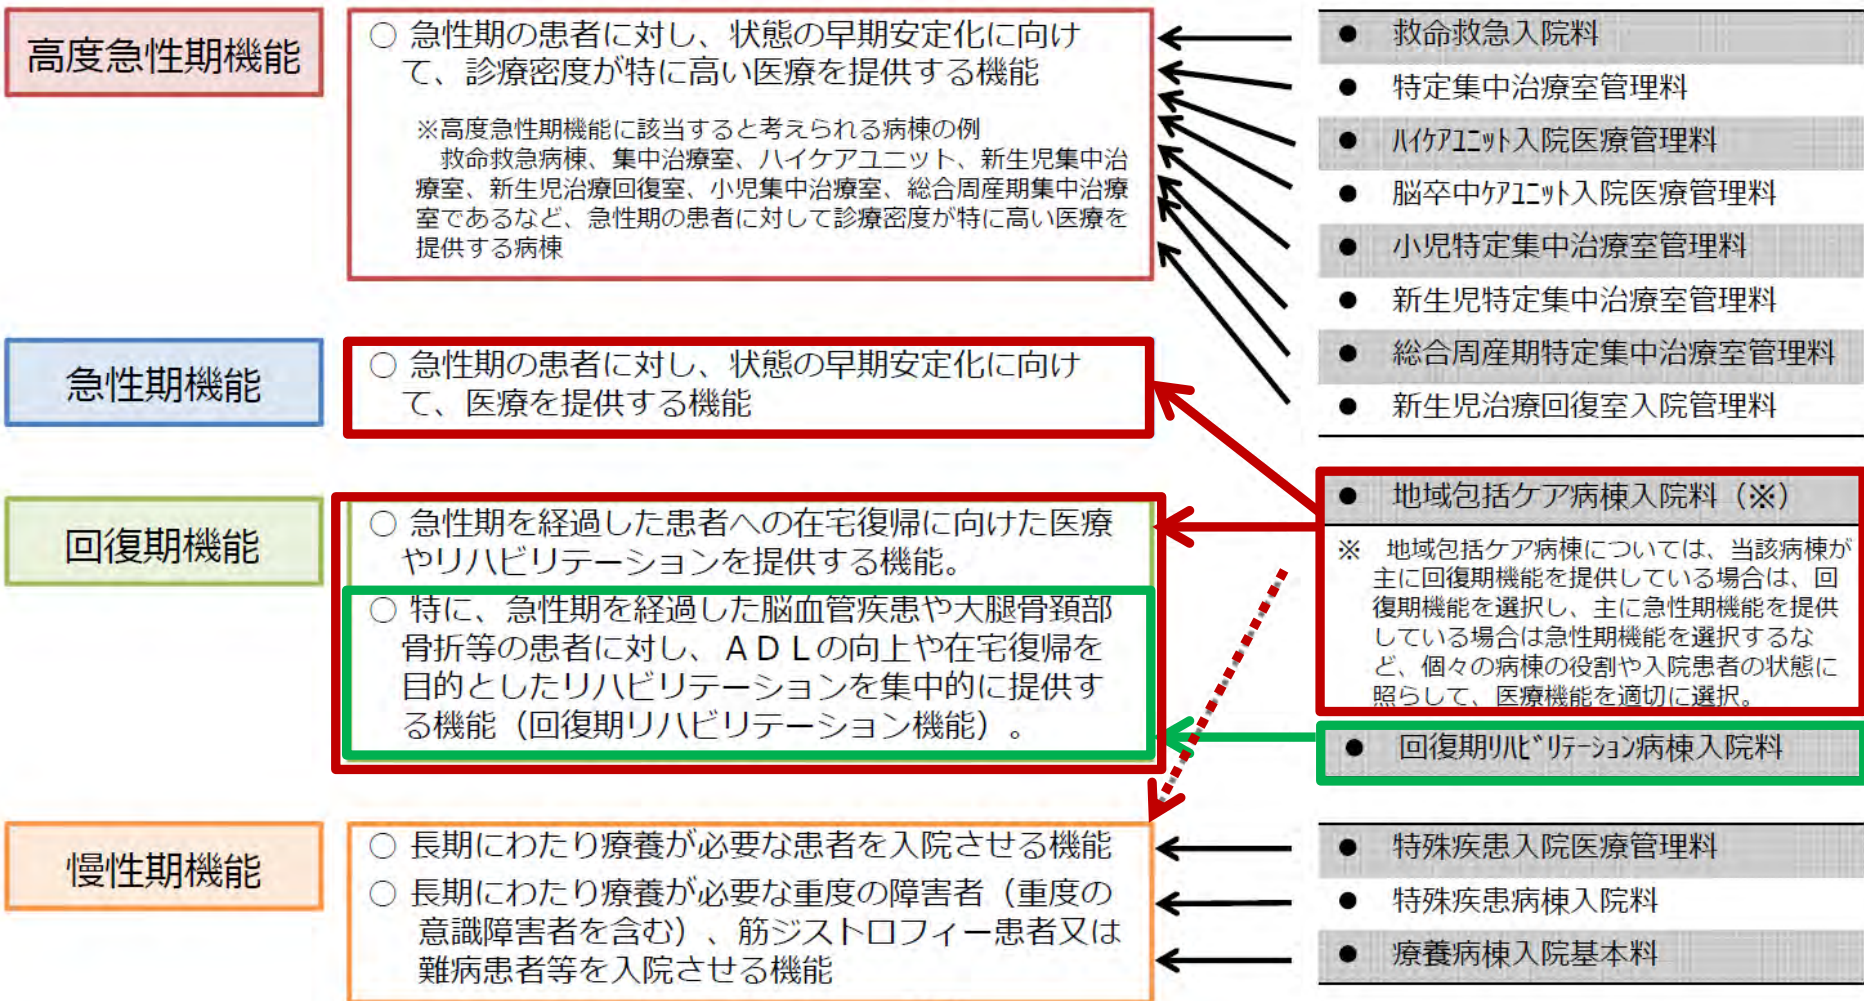 高度急性期機能
○ 急性期の患者に対し、状態の早期安定化に向け
て、診療密度が特に高い医療を提供する機能
※高度急性期機能に該当すると考えられる病棟の例
救命救急病棟、集中治療室、ハイケアユニット、新生児集中治
療室、新生児治療回復室、小児集中治療室、総合周産期集中治療
室であるなど、急性期の患者に対して診療密度が特に高い医療を
提供する病棟
● 救命救急入院料
● 特定集中治療室管理料
● ﾊｲｹｱﾕﾆｯﾄ入院医療管理料
● 脳卒中ｹｱﾕﾆｯﾄ入院医療管理料
● 小児特定集中治療室管理料
● 新生児特定集中治療室管理料
● 総合周産期特定集中治療室管理料
● 新生児治療回復室入院管理料
急性期機能
○ 急性期の患者に対し、状態の早期安定化に向け
て、医療を提供する機能
回復期機能
○ 急性期を経過した患者への在宅復帰に向けた医療
やリハビリテーションを提供する機能。
○ 特に、急性期を経過した脳血管疾患や大腿骨頚部
骨折等の患者に対し、ＡＤＬの向上や在宅復帰を
目的としたリハビリテーションを集中的に提供す
る機能（回復期リハビリテーション機能）。
● 地域包括ケア病棟入院料（※）
※ 地域包括ケア病棟については、当該病棟が
主に回復期機能を提供している場合は、回
復期機能を選択し、主に急性期機能を提供
している場合は急性期機能を選択するな
ど、個々の病棟の役割や入院患者の状態に
照らして、医療機能を適切に選択。
● 回復期ﾘﾊﾋﾞﾘﾃｰｼｮﾝ病棟入院料
慢性期機能
○ 長期にわたり療養が必要な患者を入院させる機能
○ 長期にわたり療養が必要な重度の障害者（重度の
意識障害者を含む）、筋ジストロフィー患者又は
難病患者等を入院させる機能
● 特殊疾患入院医療管理料
● 特殊疾患病棟入院料
● 療養病棟入院基本料